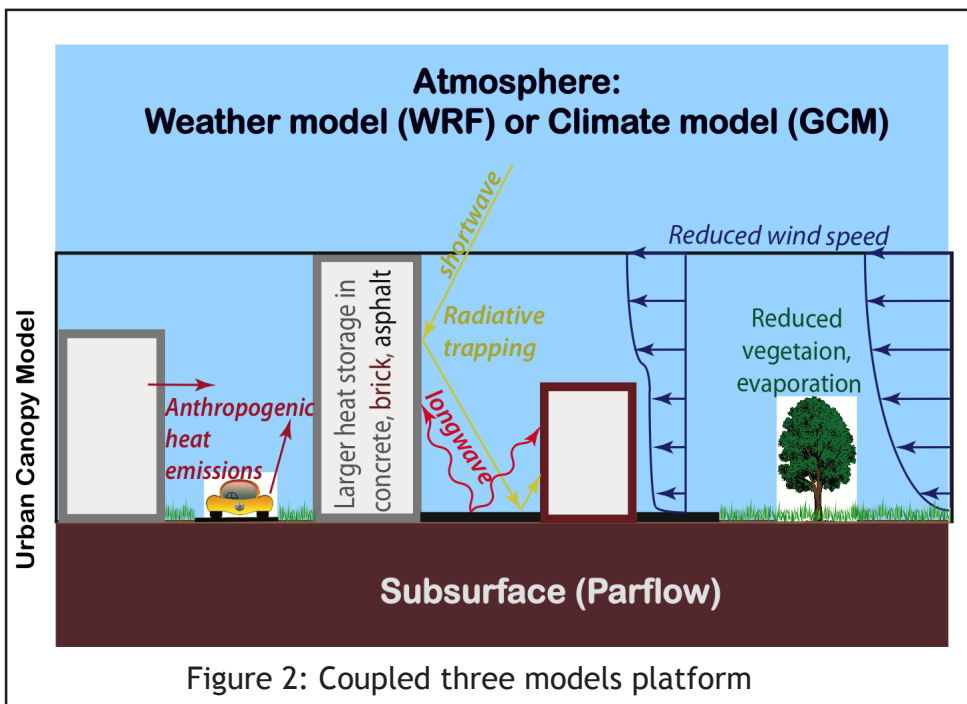 Atmosphere:
Weather model (WRF) or Climate model (GCM)
shortwave
Reduced wind speed
Urban Canopy Model
Larger heat storage in
concrete, brick, asphalt
Radiative
trapping
Reduced
vegetaion,
evaporation
Anthropogenic
heat
emissions
longwave
Subsurface (Parflow)
Figure 2: Coupled three models platform